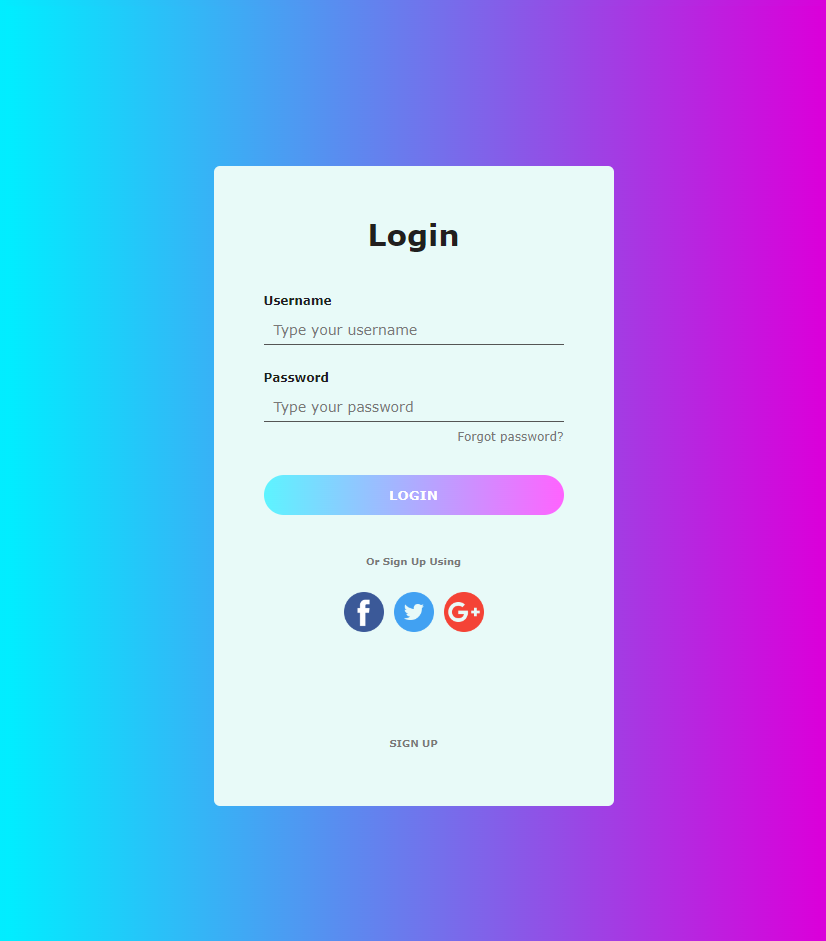 Login
Username
Type your username
Password
Type your password
Forgot password?
LOGIN
Or Sign Up Using
f
G+
SIGN UP